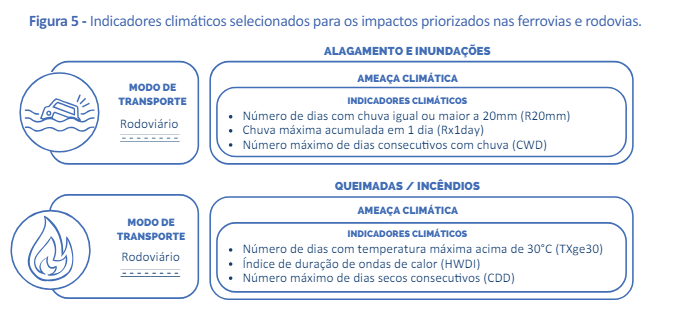 Figura 5 - Indicadores climáticos selecionados para os impactos priorizados nas ferrovias e rodovias.
ALAGAMENTO E INUNDAÇÕES
MODO DE
TRANSPORTE
Rodoviário
AMEAÇA CLIMÁTICA
INDICADORES CLIMÁTICOS
• Número de dias com chuva igual ou maior a 20mm (R20mm)
• Chuva máxima acumulada em 1 dia (Rx1day)
• Número máximo de dias consecutivos com chuva (CWD)
QUEIMADAS / INCÊNDIOS
MODO DE
TRANSPORTE
Rodoviário
AMEAÇA CLIMÁTICA
INDICADORES CLIMÁTICOS
• Número de dias com temperatura máxima acima de 30°C (TXge30)
• Índice de duração de ondas de calor (HWDI)
• Número máximo de dias secos consecutivos (CDD)